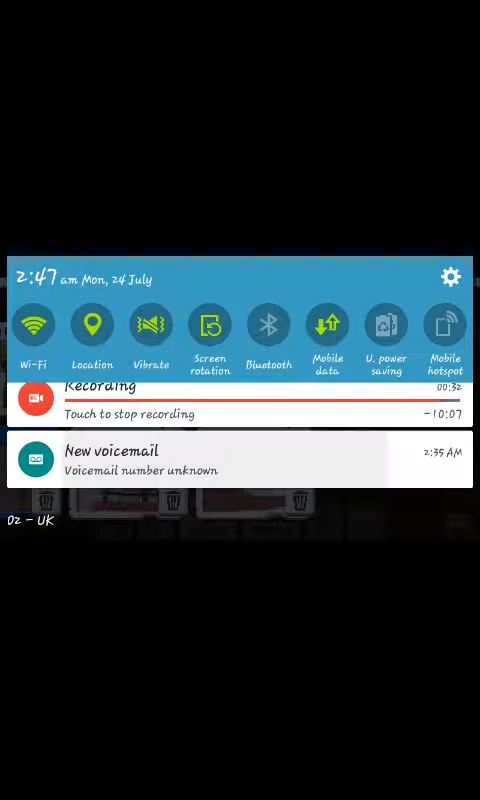 2:47 am Mon, 24 July
Wi-Fi
Location
Vibrate
Screen
rotation
Bluetooth
Mobile
data
U. power
saving
Mobile
hotspot
Recording 00:32
Touch to stop recording -10:07
New voicemail 2:35 AM
Voicemail number unknown
O2 - UK